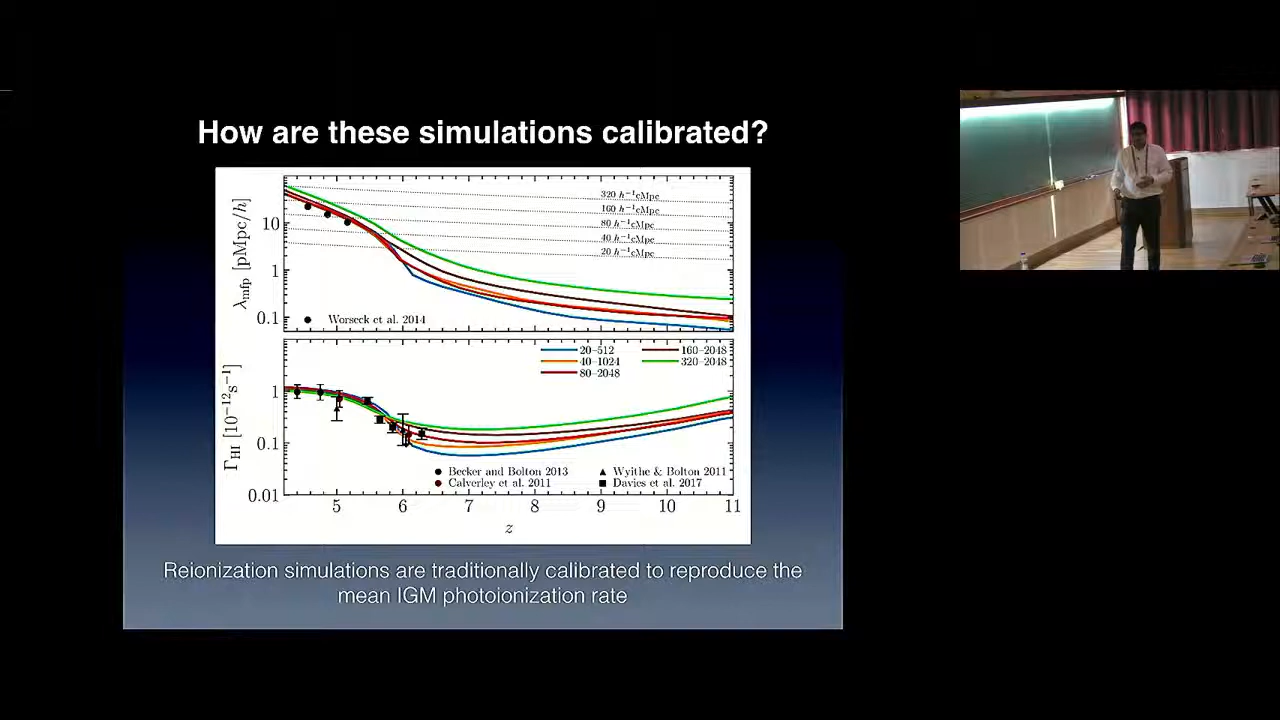 How are these simulations calibrated?
λmfp [pMpc/h]
10
1
0.1
320 h⁻¹cMpc
160 h⁻¹cMpc
80 h⁻¹cMpc
40 h⁻¹cMpc
20 h⁻¹cMpc
Worseck et al. 2014
ΓHI [10⁻¹²s⁻¹]
1
0.1
0.01
20–512
160–2048
40–1024
320–2048
80–2048
Becker and Bolton 2013
Wyithe & Bolton 2011
Calverley et al. 2011
Davies et al. 2017
5 6 7 8 9 10 11
z
Reionization simulations are traditionally calibrated to reproduce the
mean IGM photoionization rate